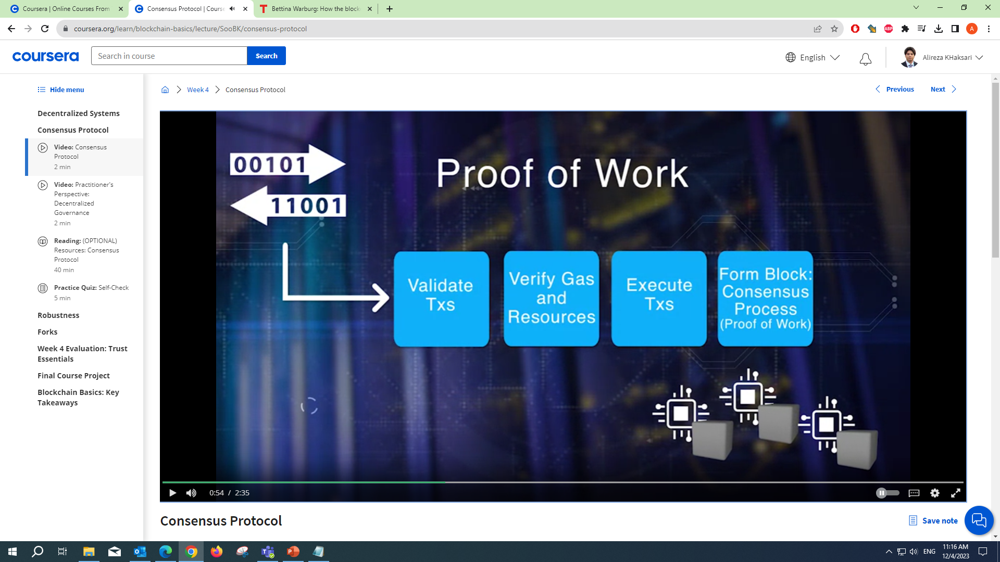 Coursera | Online Courses From
Consensus Protocol | Course
Bettina Warburg: How the block
coursera.org/learn/blockchain-basics/lecture/SooBK/consensus-protocol
ABP
A
coursera
Search in course
Search
English
Alireza KHaksari
Hide menu
Week 4
Consensus Protocol
Previous
Next
Decentralized Systems
Consensus Protocol
Video: Consensus
Protocol
2 min
Video: Practitioner's
Perspective:
Decentralized
Governance
2 min
Reading: (OPTIONAL)
Resources: Consensus
Protocol
40 min
Practice Quiz: Self-Check
5 min
Robustness
Forks
Week 4 Evaluation: Trust
Essentials
Final Course Project
Blockchain Basics: Key
Takeaways
00101
11001
Proof of Work
Validate
Txs
Verify Gas
and
Resources
Execute
Txs
Form Block:
Consensus
Process
(Proof of Work)
0:54 / 2:35
Consensus Protocol
Save note
ENG
11:16 AM
12/4/2023